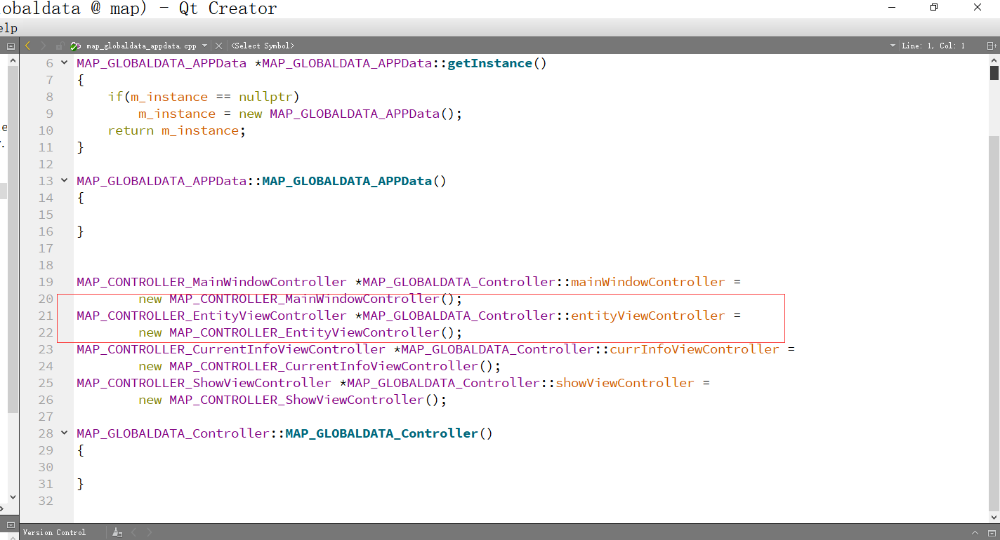 obaldata @ map) - Qt Creator
elp
map_globaldata_appdata.cpp
<Select Symbol>
Line: 1, Col: 1
6 MAP_GLOBALDATA_APPData *MAP_GLOBALDATA_APPData::getInstance()
7 {
8 if(m_instance == nullptr)
9 m_instance = new MAP_GLOBALDATA_APPData();
10 return m_instance;
11 }
12
13 MAP_GLOBALDATA_APPData::MAP_GLOBALDATA_APPData()
14 {
15
16 }
17
18
19 MAP_CONTROLLER_MainWindowController *MAP_GLOBALDATA_Controller::mainWindowController =
20 new MAP_CONTROLLER_MainWindowController();
21 MAP_CONTROLLER_EntityViewController *MAP_GLOBALDATA_Controller::entityViewController =
22 new MAP_CONTROLLER_EntityViewController();
23 MAP_CONTROLLER_CurrentInfoViewController *MAP_GLOBALDATA_Controller::currInfoViewController =
24 new MAP_CONTROLLER_CurrentInfoViewController();
25 MAP_CONTROLLER_ShowViewController *MAP_GLOBALDATA_Controller::showViewController =
26 new MAP_CONTROLLER_ShowViewController();
27
28 MAP_GLOBALDATA_Controller::MAP_GLOBALDATA_Controller()
29 {
30
31 }
32
Version Control